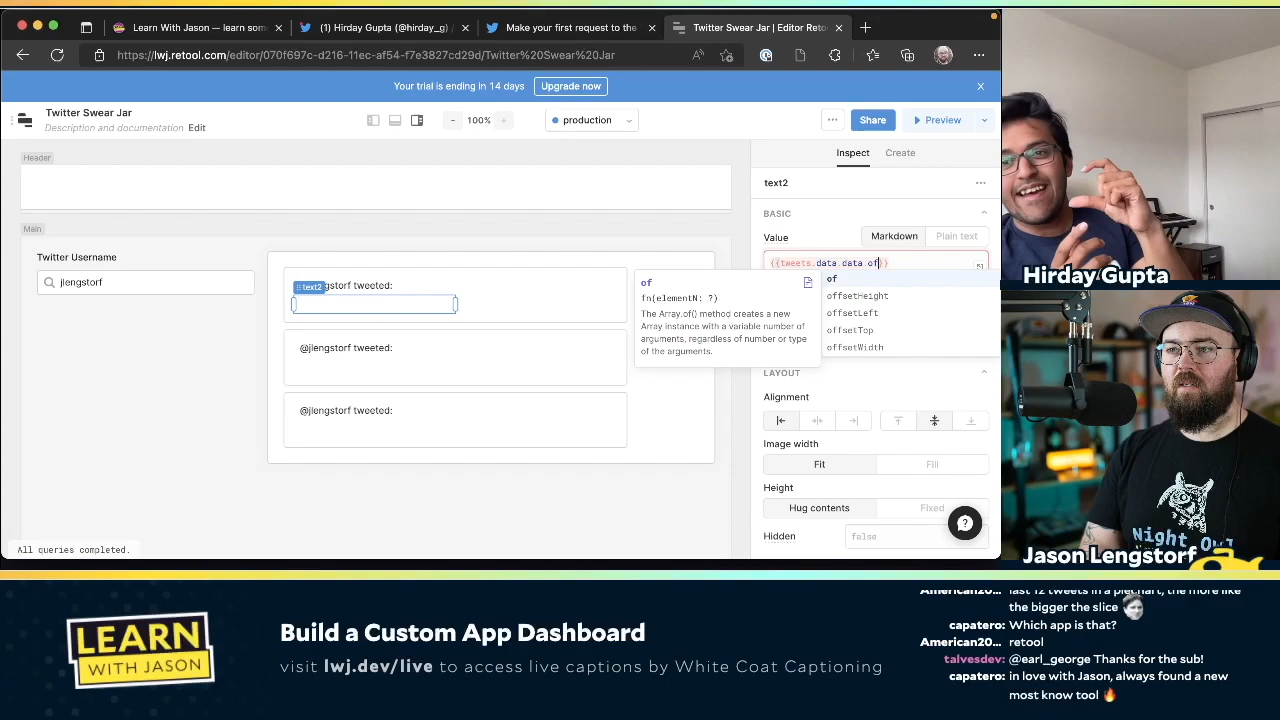 Learn With Jason — learn som
(1) Hirday Gupta (@hirday_g) /
Make your first request to the
Twitter Swear Jar | Editor Reto
https://lwj.retool.com/editor/070f697c-d216-11ec-af54-f7e3827cd29d/Twitter%20Swear%20Jar
Your trial is ending in 14 days
Upgrade now
Twitter Swear Jar
Description and documentation Edit
- 100% +
production
Share
Preview
Header
Main
Twitter Username
jlengstorf
text2
gstorf tweeted:
@jlengstorf tweeted:
@jlengstorf tweeted:
All queries completed.
Inspect
Create
text2
BASIC
Value
Markdown
Plain text
{{tweets.data.data.of}}
of
fn(elementN: ?)
The Array.of() method creates a new
Array instance with a variable number of
arguments, regardless of number or type
of the arguments.
of
offsetHeight
offsetLeft
offsetTop
offsetWidth
LAYOUT
Alignment
Image width
Fit
Fill
Height
Hug contents
Fixed
Hidden
false
Hirday Gupta
Night Owl
Jason Lengstorf
LEARN
WITH JASON
Build a Custom App Dashboard
visit lwj.dev/live to access live captions by White Coat Captioning
American20... last 12 tweets in a piechart, the more like
the bigger the slice
capatero: Which app is that?
American20... retool
talvesdev: @earl_george Thanks for the sub!
capatero: in love with Jason, always found a new
most know tool 🔥